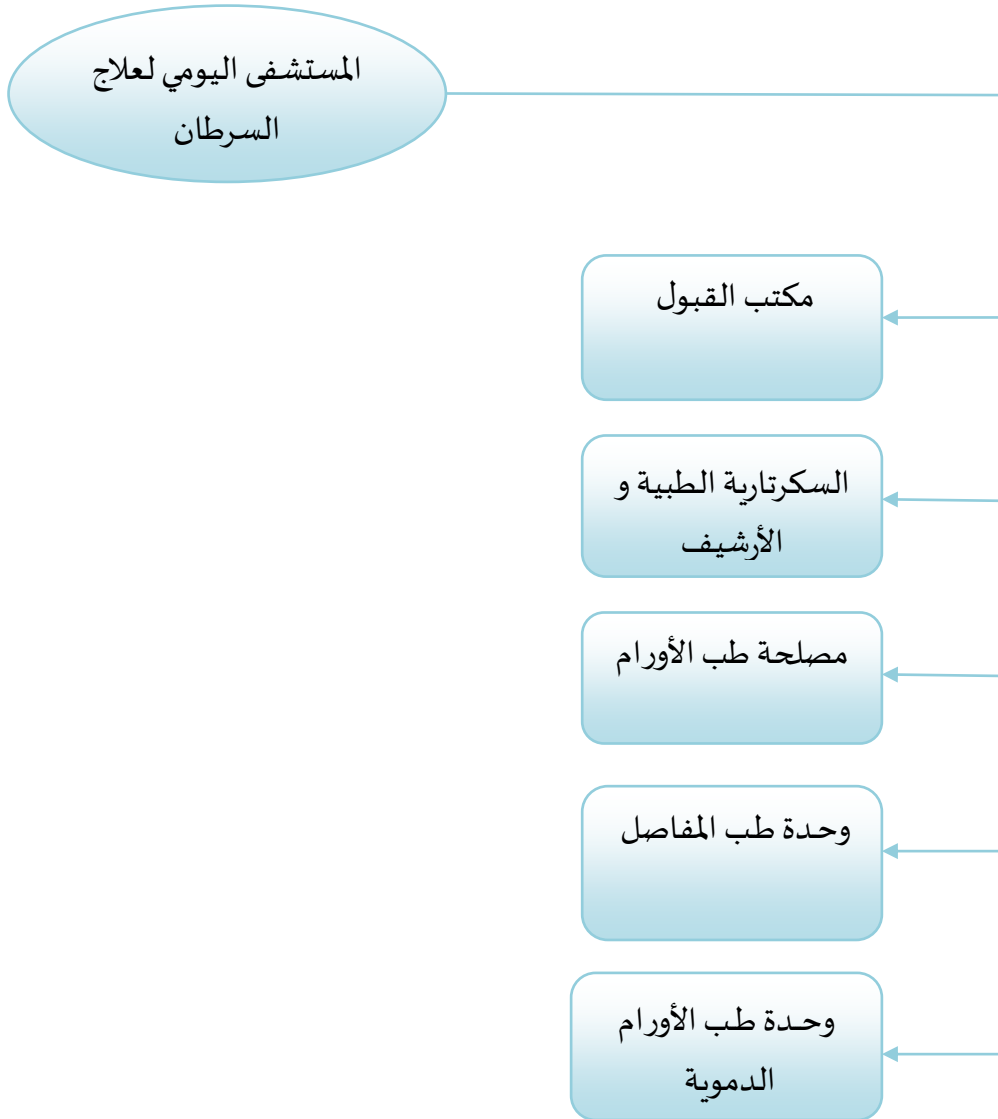 المستشفى اليومي لعلاج
السرطان
مكتب القبول
السكرتارية الطبية و
الأرشيف
مصلحة طب الأورام
وحدة طب المفاصل
وحدة طب الأورام
الدموية